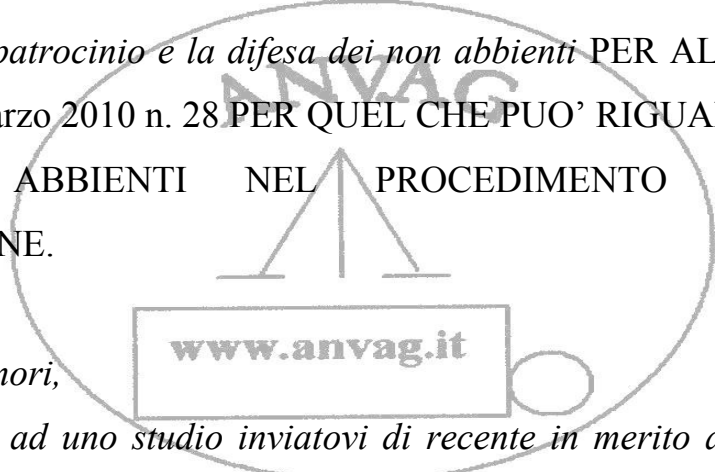 patrocinio e la difesa dei non abbienti PER AL
ANVAG
arzo 2010 n. 28 PER QUEL CHE PUO’ RIGUA
ABBIENTI NEL PROCEDIMENTO
NE.
www.anvag.it
nori,
ad uno studio inviatovi di recente in merito a